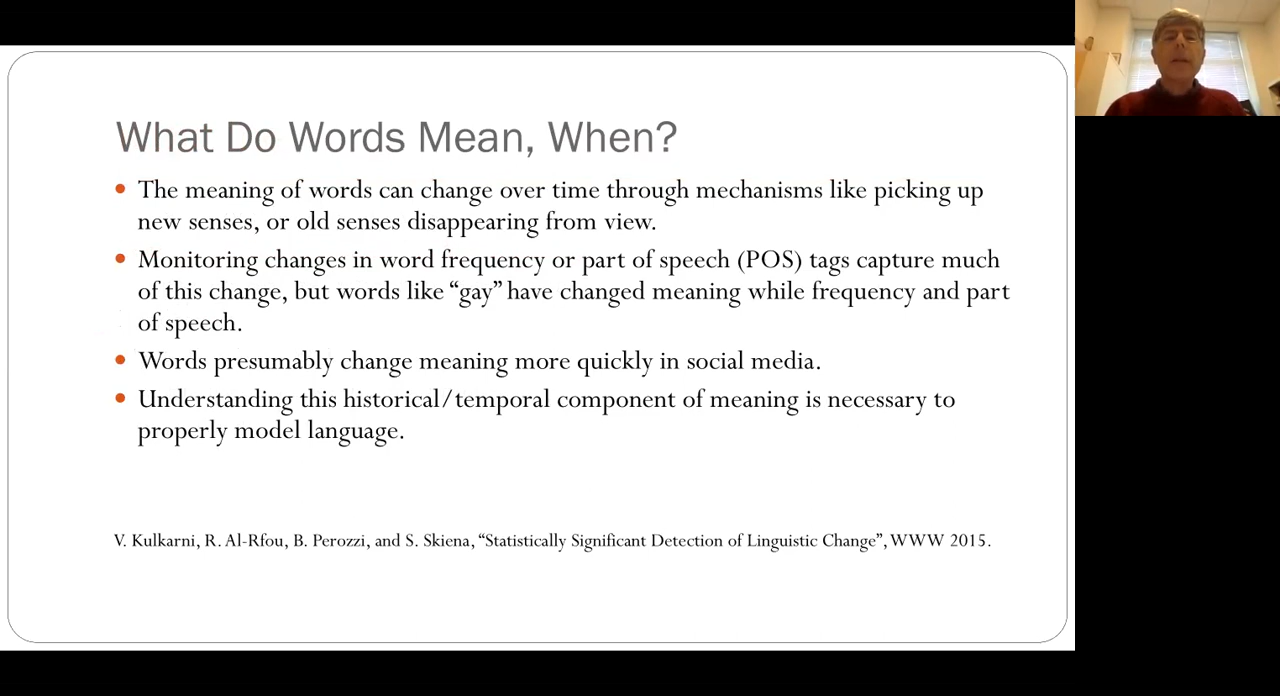 What Do Words Mean, When?
• The meaning of words can change over time through mechanisms like picking up
new senses, or old senses disappearing from view.
• Monitoring changes in word frequency or part of speech (POS) tags capture much
of this change, but words like “gay” have changed meaning while frequency and part
of speech.
• Words presumably change meaning more quickly in social media.
• Understanding this historical/temporal component of meaning is necessary to
properly model language.
V. Kulkarni, R. Al-Rfou, B. Perozzi, and S. Skiena, “Statistically Significant Detection of Linguistic Change”, WWW 2015.